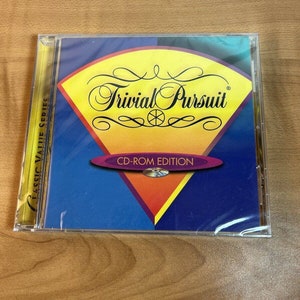 Trivial Pursuit®
CD-ROM EDITION
CLASSIC VALUE SERIES